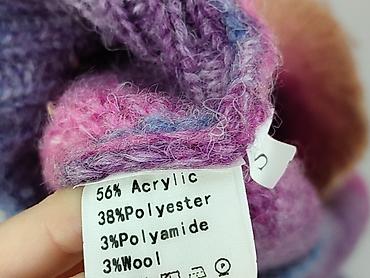 56% Acrylic
38%Polyester
3%Polyamide
3%Wool
P